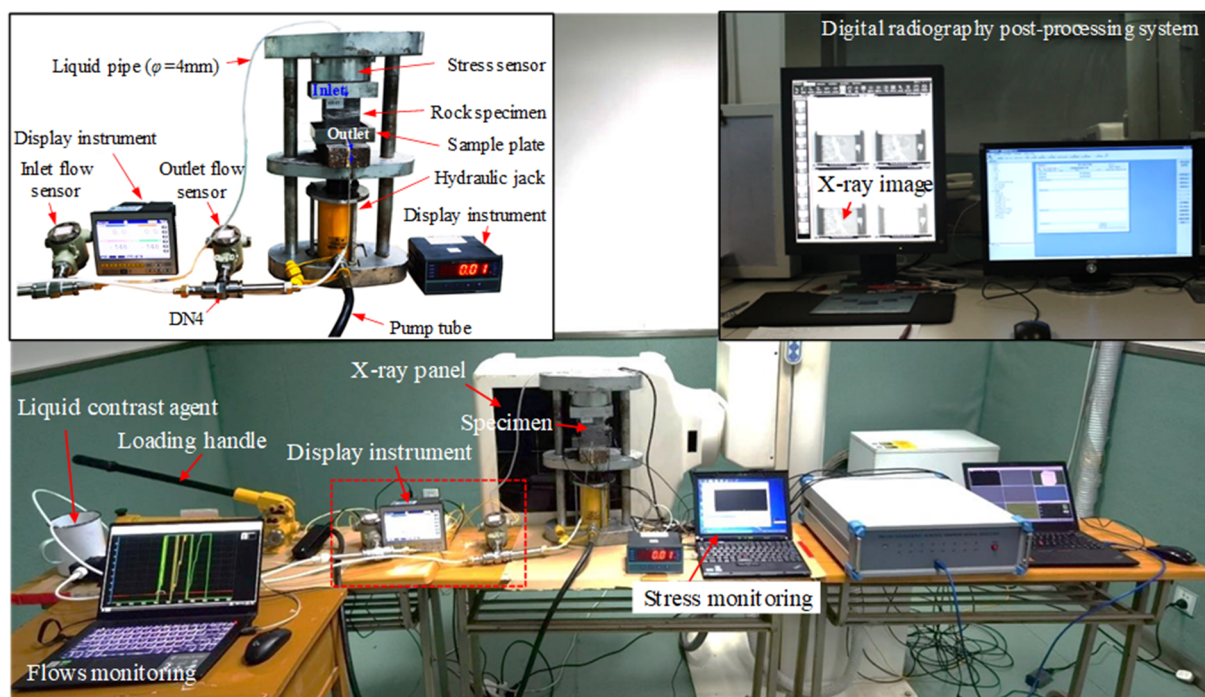 Liquid pipe (φ=4mm)
Stress sensor
Inlet
Rock specimen
Outlet
Sample plate
Display instrument
Inlet flow
sensor
Outlet flow
sensor
Hydraulic jack
Display instrument
0.01
DN4
Pump tube
Digital radiography post-processing system
X-ray image
X-ray panel
Specimen
Liquid contrast agent
Loading handle
Display instrument
0.01
Stress monitoring
Flows monitoring